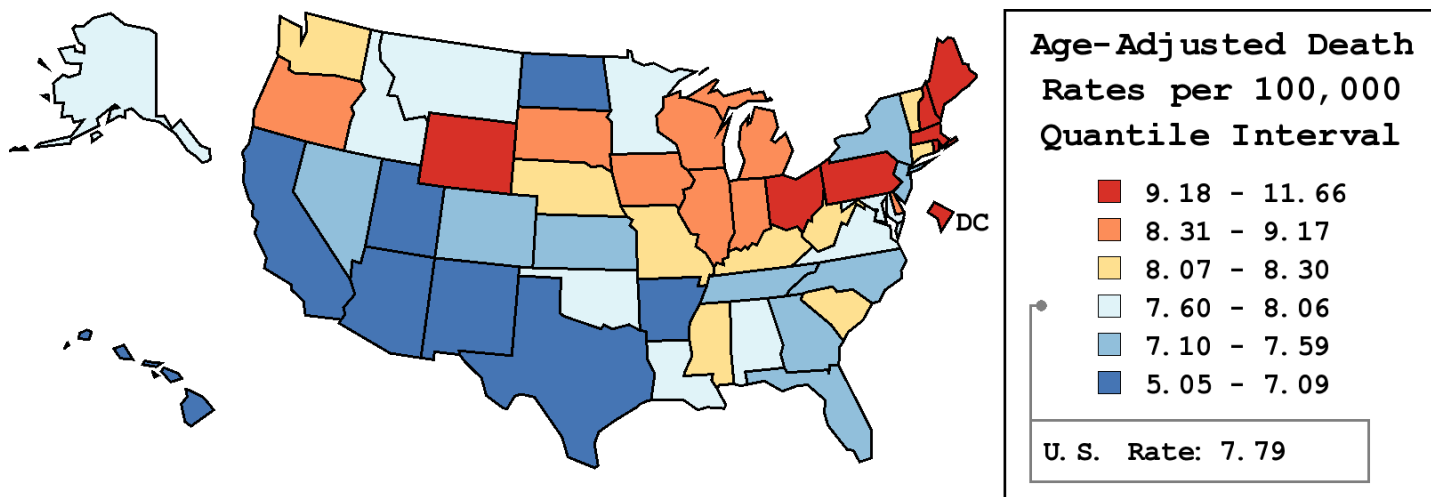 DC
Age-Adjusted Death
Rates per 100,000
Quantile Interval
9.18 - 11.66
8.31 - 9.17
8.07 - 8.30
7.60 - 8.06
7.10 - 7.59
5.05 - 7.09
U.S. Rate: 7.79